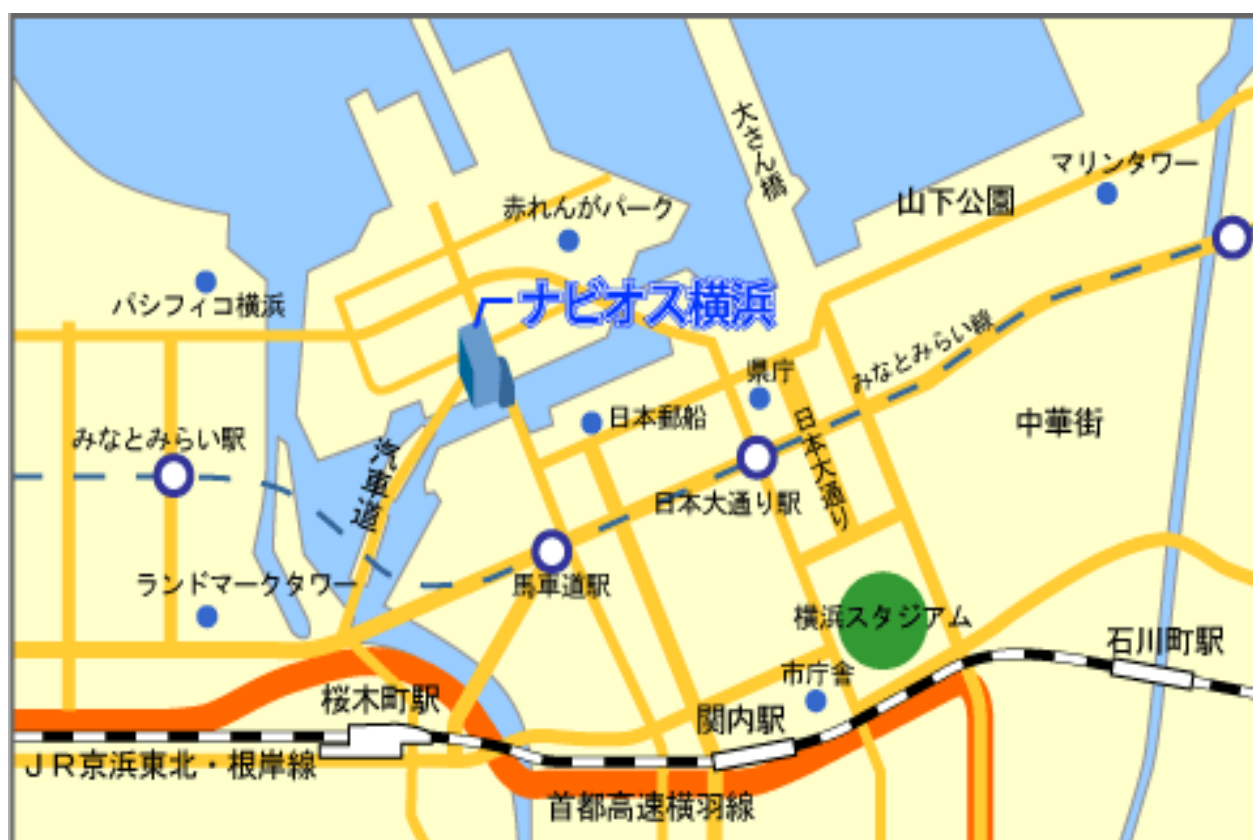 大さん橋
マリンタワー
山下公園
赤れんがパーク
パシフィコ横浜
ナビオス横浜
みなとみらい線
県庁
日本郵船
日本大通り
中華街
みなとみらい駅
汽車道
日本大通り駅
馬車道駅
ランドマークタワー
横浜スタジアム
石川町駅
市庁舎
桜木町駅
関内駅
JR京浜東北・根岸線
首都高速横羽線